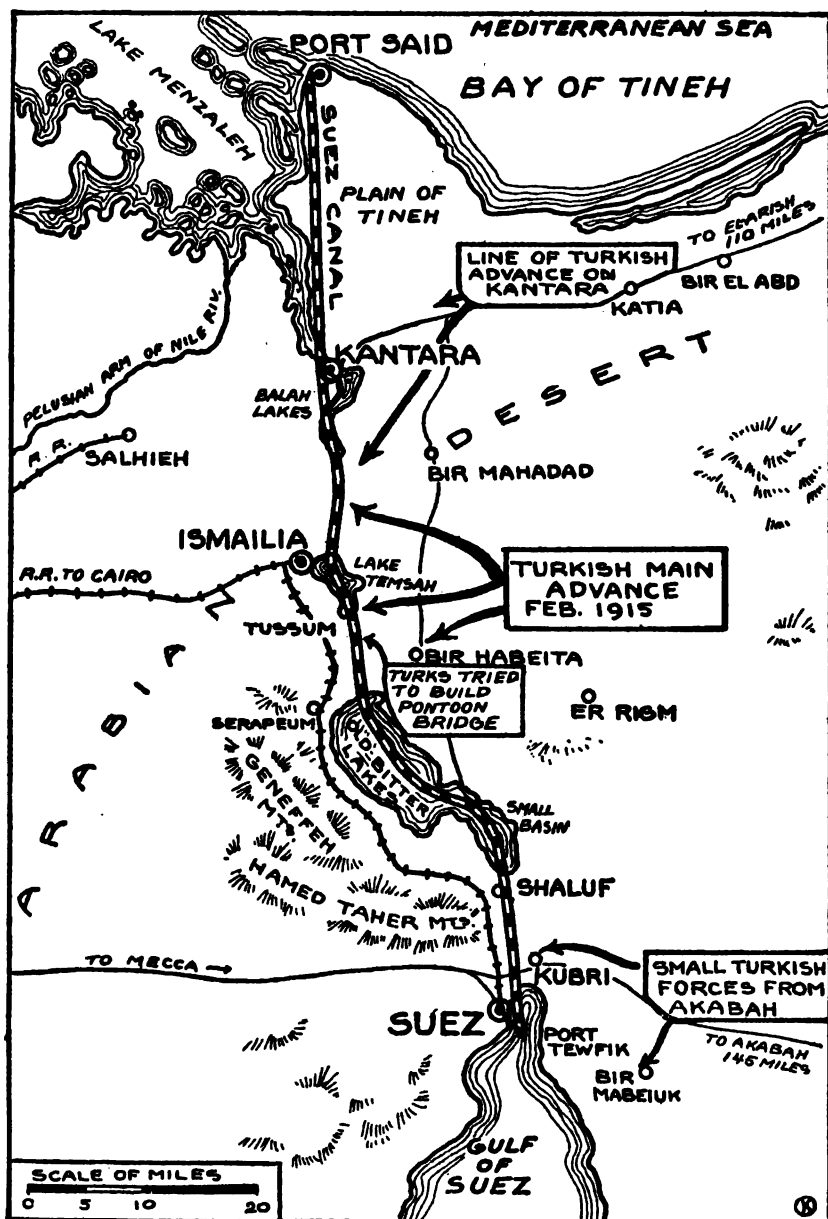 MEDITERRANEAN SEA
PORT SAID
BAY OF TINEH
LAKE MENZALEH
SUEZ CANAL
PLAIN OF
TINEH
TO ELARISH
110 MILES
LINE OF TURKISH
ADVANCE ON
KANTARA
BIR EL ABD
KATIA
KANTARA
PELUSIAN ARM OF NILE RIV.
BALAH
LAKES
DESERT
R.R.
SALHIEH
BIR MAHADAD
ISMAILIA
LAKE
TEMSAH
R.R. TO CAIRO
TURKISH MAIN
ADVANCE
FEB. 1915
TUSSUM
BIR HABEITA
TURKS TRIED
TO BUILD
PONTOON
BRIDGE
ER RIGM
SERAPEUM
BITTER
LAKES
GENEFFEH
MTS.
SMALL
BASIN
ARABIAN
HAMED TAHER MTS.
SHALUF
TO MECCA →
KUBRI
SMALL TURKISH
FORCES FROM
AKABAH
SUEZ
PORT
TEWFIK
TO AKABAH
145 MILES
BIR
MABEIUK
GULF
OF
SUEZ
SCALE OF MILES
0 5 10 20
K